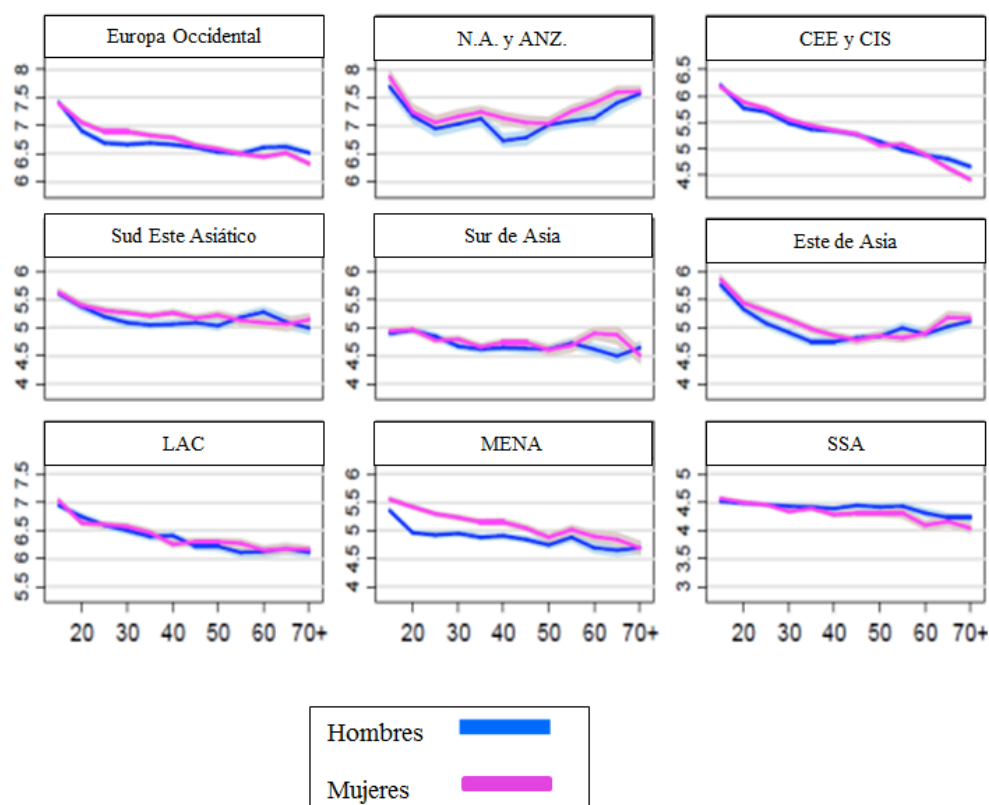 Europa Occidental
6 6.5 7 7.5 8
N.A. y ANZ.
6 6.5 7 7.5 8
CEE y CIS
4.5 5 5.5 6 6.5
Sud Este Asiático
4 4.5 5 5.5 6
Sur de Asia
4 4.5 5 5.5 6
Este de Asia
4 4.5 5 5.5 6
LAC
5.5 6 6.5 7 7.5
MENA
4 4.5 5 5.5 6
SSA
3 3.5 4 4.5 5
20 30 40 50 60 70+
20 30 40 50 60 70+
20 30 40 50 60 70+
Hombres
Mujeres